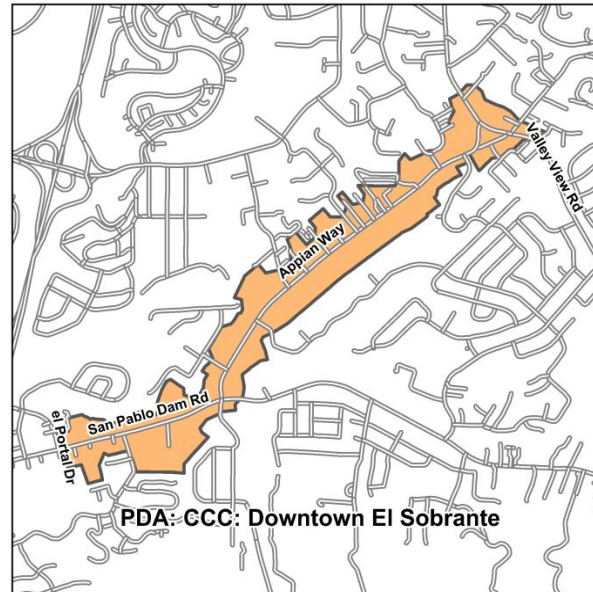 Valley View Rd
Appian Way
San Pablo Dam Rd
el Portal Dr
PDA: CCC: Downtown El Sobrante